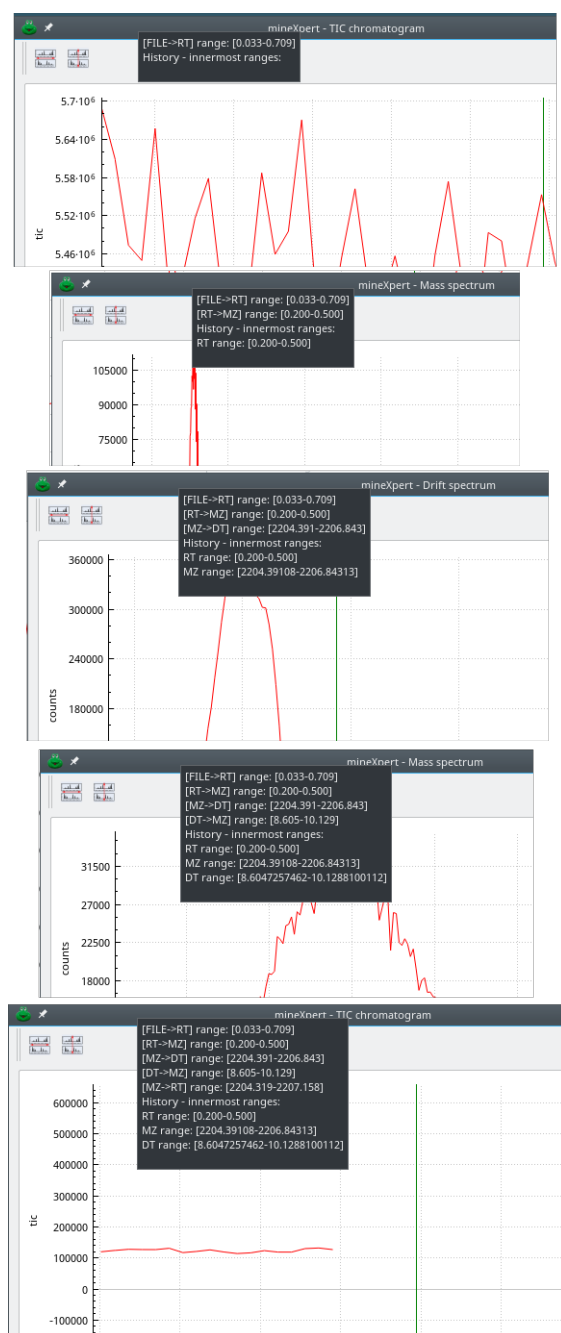 mineXpert - TIC chromatogram
[FILE->RT] range: [0.033-0.709]
History - innermost ranges:
5.7·10⁶
5.64·10⁶
5.58·10⁶
5.52·10⁶
5.46·10⁶
tic
mineXpert - Mass spectrum
[FILE->RT] range: [0.033-0.709]
[RT->MZ] range: [0.200-0.500]
History - innermost ranges:
RT range: [0.200-0.500]
105000
90000
75000
mineXpert - Drift spectrum
[FILE->RT] range: [0.033-0.709]
[RT->MZ] range: [0.200-0.500]
[MZ->DT] range: [2204.391-2206.843]
History - innermost ranges:
RT range: [0.200-0.500]
MZ range: [2204.39108-2206.84313]
360000
300000
240000
180000
counts
mineXpert - Mass spectrum
[FILE->RT] range: [0.033-0.709]
[RT->MZ] range: [0.200-0.500]
[MZ->DT] range: [2204.391-2206.843]
[DT->MZ] range: [8.605-10.129]
History - innermost ranges:
RT range: [0.200-0.500]
MZ range: [2204.39108-2206.84313]
DT range: [8.6047257462-10.1288100112]
31500
27000
22500
18000
counts
mineXpert - TIC chromatogram
[FILE->RT] range: [0.033-0.709]
[RT->MZ] range: [0.200-0.500]
[MZ->DT] range: [2204.391-2206.843]
[DT->MZ] range: [8.605-10.129]
[MZ->RT] range: [2204.319-2207.158]
History - innermost ranges:
RT range: [0.200-0.500]
MZ range: [2204.39108-2206.84313]
DT range: [8.6047257462-10.1288100112]
600000
500000
400000
300000
200000
100000
0
-100000
tic